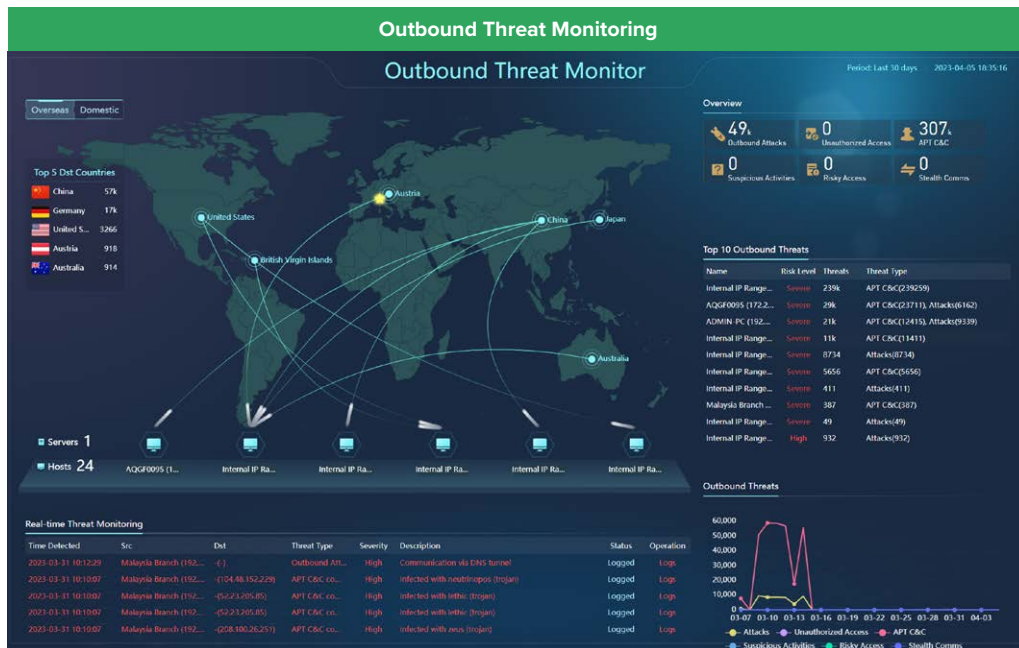 Outbound Threat Monitoring
Outbound Threat Monitor
Period: Last 30 days 2023-04-05 18:35:16
Overseas Domestic
Top 5 Dst Countries
China 57k
Germany 17k
United S... 3266
Austria 918
Australia 914
United States
British Virgin Islands
Austria
China
Japan
Australia
Servers 1
Hosts 24
AQGF0095 (1...
Internal IP Ra...
Internal IP Ra...
Internal IP Ra...
Internal IP Ra...
Internal IP Ra...
Overview
49k Outbound Attacks
0 Unauthorized Access
307k APT C&C
0 Suspicious Activities
0 Risky Access
0 Stealth Comms
Top 10 Outbound Threats
Name Risk Level Threats Threat Type
Internal IP Range... Severe 239k APT C&C(239259)
AQGF0095 (172.2... Severe 29k APT C&C(23711), Attacks(6162)
ADMIN-PC (192.... Severe 21k APT C&C(12415), Attacks(9339)
Internal IP Range... Severe 11k APT C&C(11411)
Internal IP Range... Severe 8734 Attacks(8734)
Internal IP Range... Severe 5656 APT C&C(5656)
Internal IP Range... Severe 411 Attacks(411)
Malaysia Branch ... Severe 387 APT C&C(387)
Internal IP Range... Severe 49 Attacks(49)
Internal IP Range... High 932 Attacks(932)
Real-time Threat Monitoring
Time Detected Src Dst Threat Type Severity Description Status Operation
2023-03-31 10:12:29 Malaysia Branch (192.... -(-) Outbound Att... High Communication via DNS tunnel Logged Logs
2023-03-31 10:10:07 Malaysia Branch (192.... -(104.48.152.229) APT C&C co... High Infected with neutrinopos (trojan) Logged Logs
2023-03-31 10:10:07 Malaysia Branch (192.... -(52.23.205.85) APT C&C co... High Infected with lethic (trojan) Logged Logs
2023-03-31 10:10:07 Malaysia Branch (192.... -(52.23.205.85) APT C&C co... High Infected with lethic (trojan) Logged Logs
2023-03-31 10:10:07 Malaysia Branch (192.... -(208.100.26.251) APT C&C co... High Infected with zeus (trojan) Logged Logs
Outbound Threats
60,000
50,000
40,000
30,000
20,000
10,000
0
03-07 03-10 03-13 03-16 03-19 03-22 03-25 03-28 03-31 04-03
Attacks Unauthorized Access APT C&C
Suspicious Activities Risky Access Stealth Comms